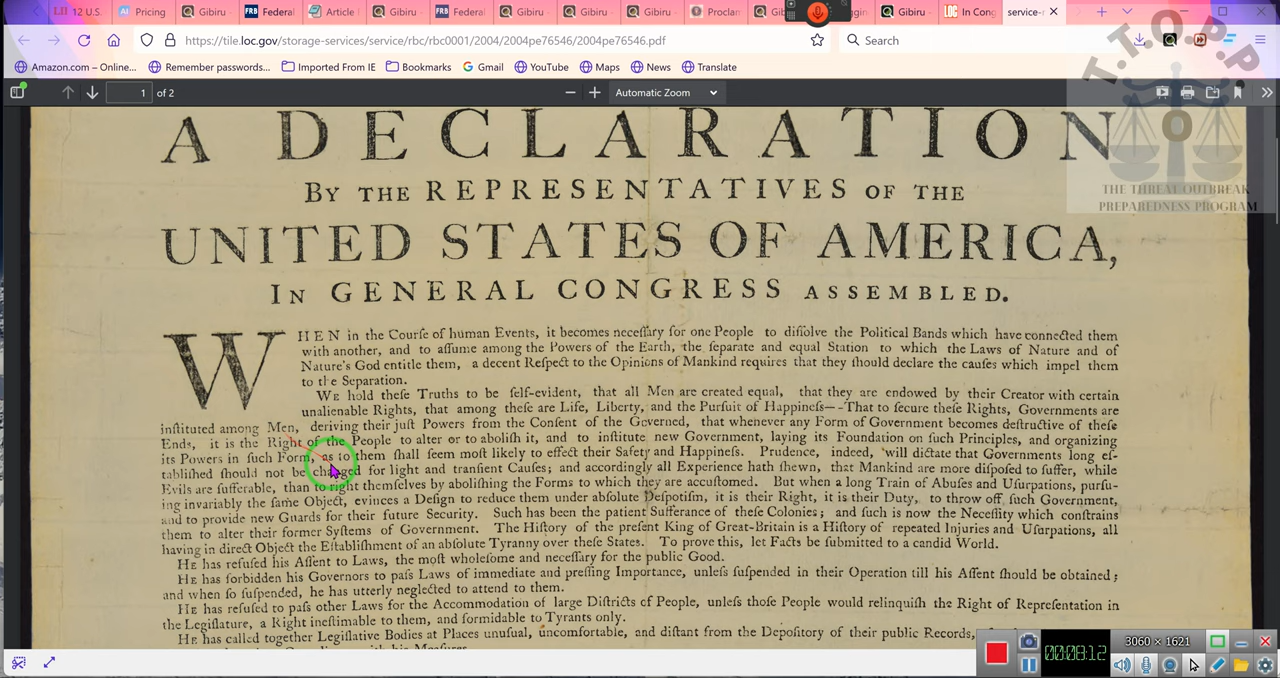 12 U.S.
Pricing
Gibiru
Federal
Article
Gibiru
Federal
Gibiru
Gibiru
Gibiru
Proclam
Gibiru
LOC In Cong
service-
https://tile.loc.gov/storage-services/service/rbc/rbc0001/2004/2004pe76546/2004pe76546.pdf
Search
Amazon.com – Online...
Remember passwords...
Imported From IE
Bookmarks
Gmail
YouTube
Maps
News
Translate
1 of 2
Automatic Zoom
T.O.P.P
THE THREAT OUTBREAK
PREPAREDNESS PROGRAM
A DECLARATION
BY THE REPRESENTATIVES OF THE
UNITED STATES OF AMERICA,
IN GENERAL CONGRESS ASSEMBLED.
WHEN in the Courſe of human Events, it becomes neceſſary for one People to diſſolve the Political Bands which have connected them
with another, and to aſſume among the Powers of the Earth, the ſeparate and equal Station to which the Laws of Nature and of
Nature's God entitle them, a decent Reſpect to the Opinions of Mankind requires that they ſhould declare the cauſes which impel them
to the Separation.
WE hold theſe Truths to be ſelf-evident, that all Men are created equal, that they are endowed by their Creator with certain
unalienable Rights, that among theſe are Life, Liberty, and the Purſuit of Happineſs--That to ſecure theſe Rights, Governments are
inſtituted among Men, deriving their juſt Powers from the Conſent of the Governed, that whenever any Form of Government becomes deſtructive of theſe
Ends, it is the Right of the People to alter or to aboliſh it, and to inſtitute new Government, laying its Foundation on ſuch Principles, and organizing
its Powers in ſuch Form, as to them ſhall ſeem moſt likely to effect their Safety and Happineſs. Prudence, indeed, will dictate that Governments long eſ-
tabliſhed ſhould not be changed for light and tranſient Cauſes; and accordingly all Experience hath ſhewn, that Mankind are more diſpoſed to ſuffer, while
Evils are ſufferable, than to right themſelves by aboliſhing the Forms to which they are accuſtomed. But when a long Train of Abuſes and Uſurpations, purſu-
ing invariably the ſame Object, evinces a Deſign to reduce them under abſolute Deſpotiſm, it is their Right, it is their Duty, to throw off ſuch Government,
and to provide new Guards for their future Security. Such has been the patient Sufferance of theſe Colonies; and ſuch is now the Neceſſity which conſtrains
them to alter their former Syſtems of Government. The Hiſtory of the preſent King of Great-Britain is a Hiſtory of repeated Injuries and Uſurpations, all
having in direct Object the Eſtabliſhment of an abſolute Tyranny over theſe States. To prove this, let Facts be ſubmitted to a candid World.
HE has refuſed his Aſſent to Laws, the moſt wholeſome and neceſſary for the public Good.
HE has forbidden his Governors to paſs Laws of immediate and preſſing Importance, unleſs ſuſpended in their Operation till his Aſſent ſhould be obtained;
and when ſo ſuſpended, he has utterly neglected to attend to them.
HE has refuſed to paſs other Laws for the Accommodation of large Diſtricts of People, unleſs thoſe People would relinquiſh the Right of Repreſentation in
the Legiſlature, a Right ineſtimable to them, and formidable to Tyrants only.
HE has called together Legiſlative Bodies at Places unuſual, uncomfortable, and diſtant from the Depoſitory of their public Records,
3060 × 1621
00:08:12